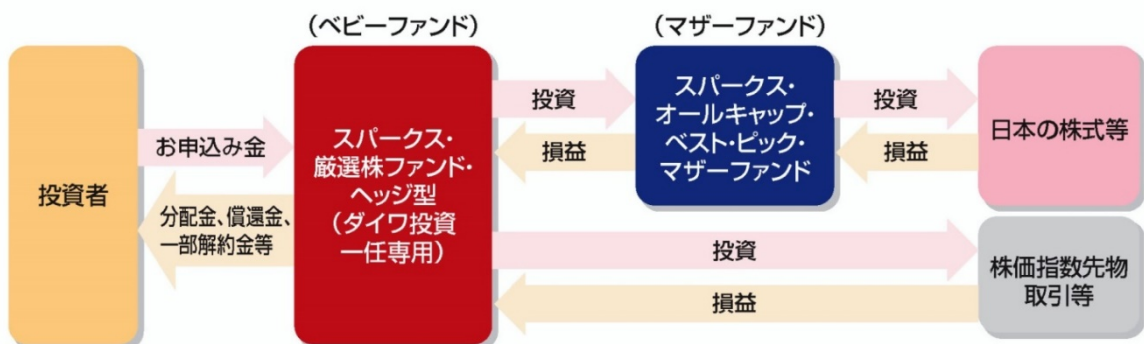 (ベビーファンド)
(マザーファンド)
投資者
お申込み金
分配金、償還金、
一部解約金等
スパークス・
厳選株ファンド・
ヘッジ型
(ダイワ投資
一任専用)
投資
損益
スパークス・
オールキャップ・
ベスト・ピック・
マザーファンド
投資
損益
日本の株式等
投資
損益
株価指数先物
取引等